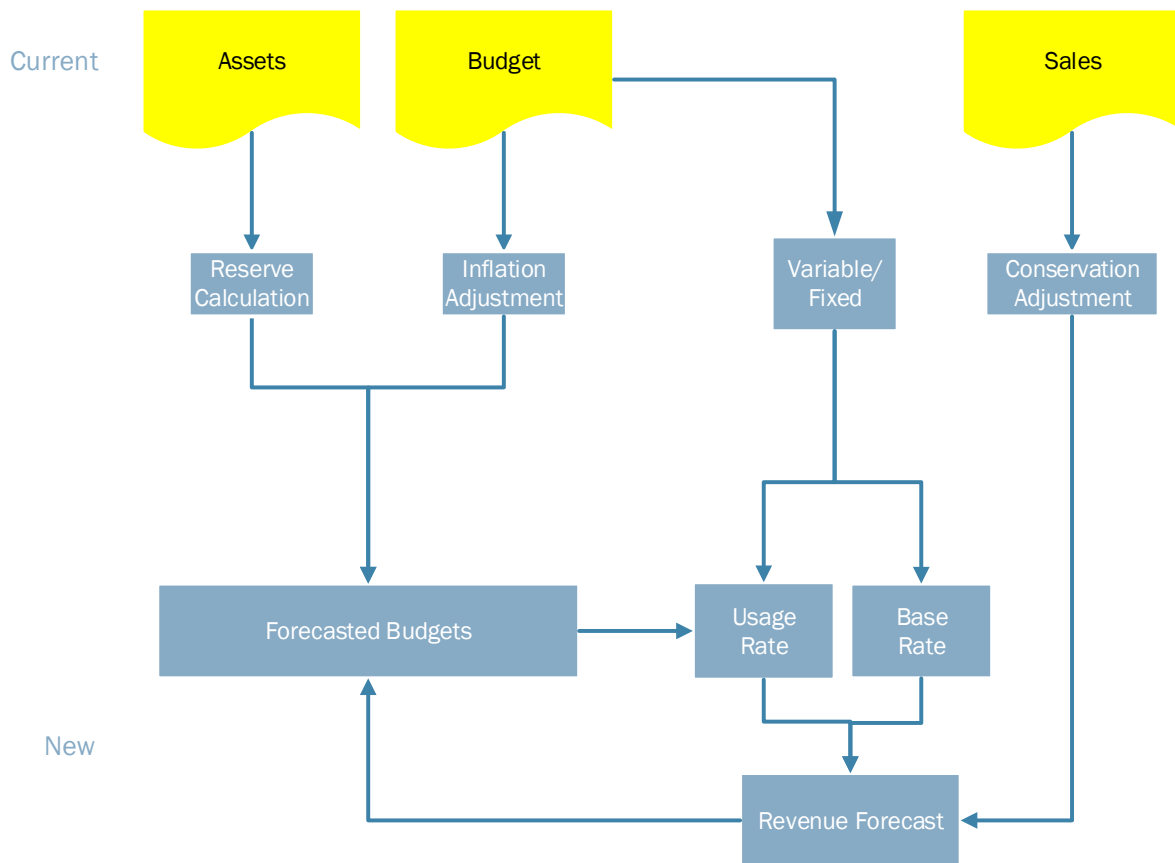 Current
Assets
Budget
Sales
Reserve
Calculation
Inflation
Adjustment
Variable/
Fixed
Conservation
Adjustment
Forecasted Budgets
Usage
Rate
Base
Rate
New
Revenue Forecast